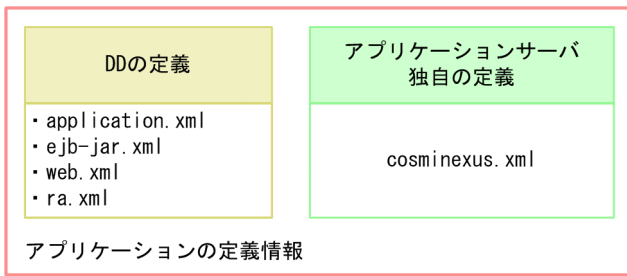 DDの定義
・application.xml
・ejb-jar.xml
・web.xml
・ra.xml
アプリケーションサーバ
独自の定義
cosminexus.xml
アプリケーションの定義情報